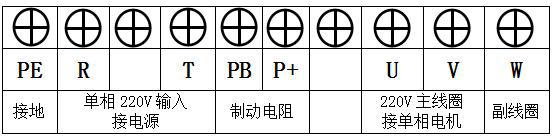 PE R T PB P+ U V W
接地 单相 220V 输入 制动电阻 220V 主线圈 副线圈
接电源 接单相电机